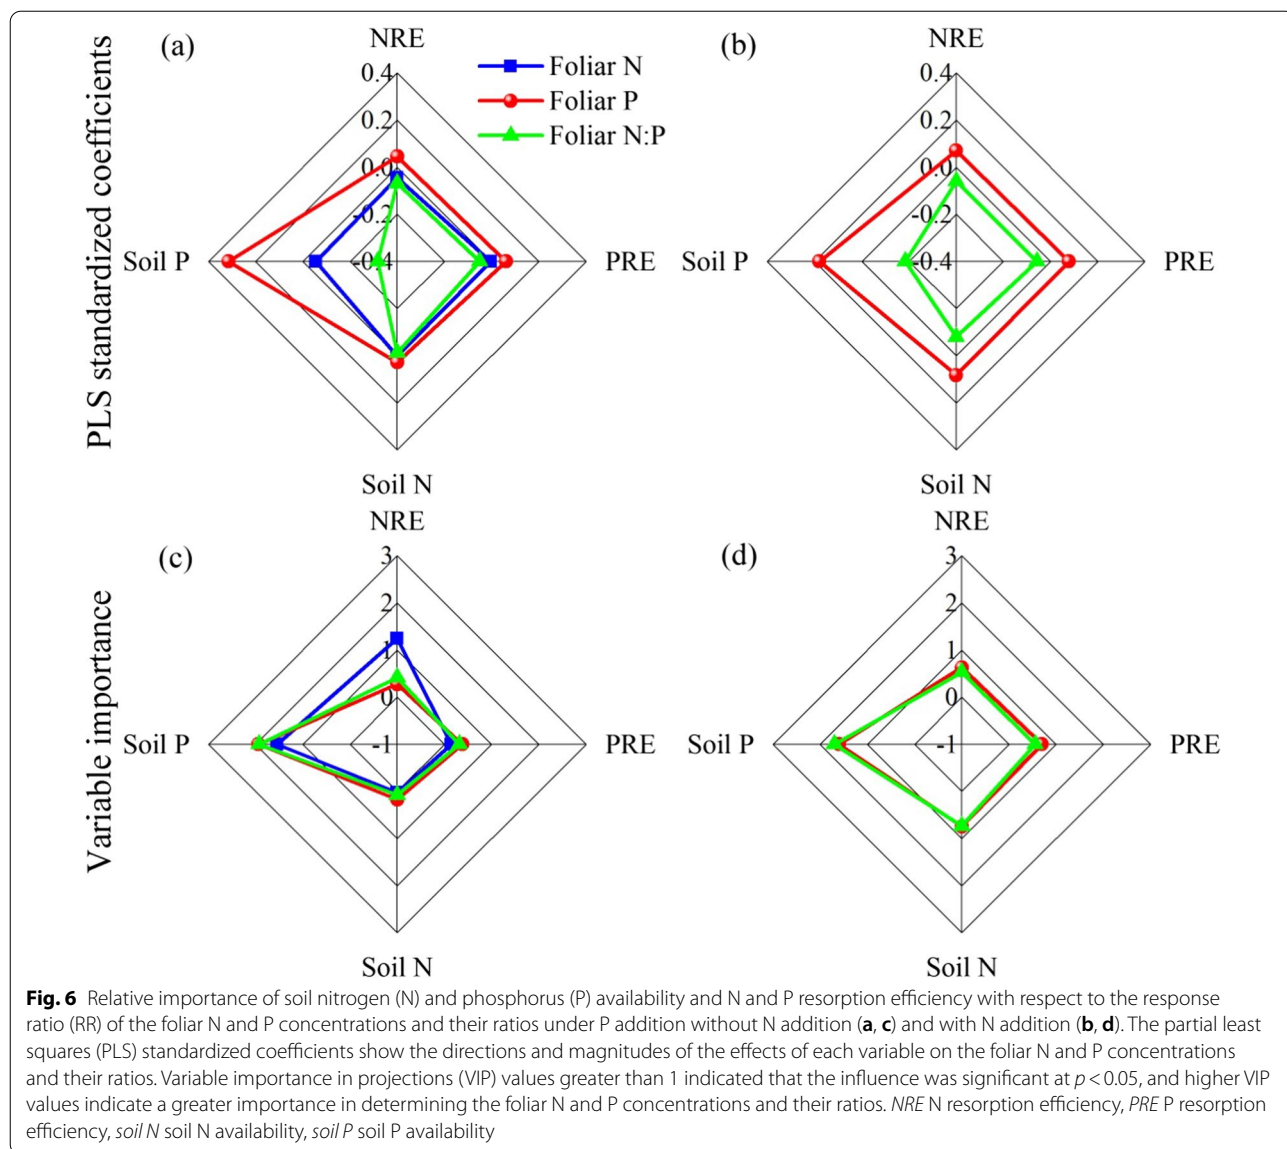 (a)
NRE
(b)
NRE
PLS standardized coefficients
0.4
0.2
0.0
-0.2
-0.4
Foliar N
Foliar P
Foliar N:P
0.4
0.2
0.0
-0.2
-0.4
Soil P
PRE
Soil P
PRE
Soil N
Soil N
(c)
NRE
(d)
NRE
Variable importance
3
2
1
0
-1
3
2
1
0
-1
Soil P
PRE
Soil P
PRE
Soil N
Soil N
Fig. 6 Relative importance of soil nitrogen (N) and phosphorus (P) availability and N and P resorption efficiency with respect to the response
ratio (RR) of the foliar N and P concentrations and their ratios under P addition without N addition (a, c) and with N addition (b, d). The partial least
squares (PLS) standardized coefficients show the directions and magnitudes of the effects of each variable on the foliar N and P concentrations
and their ratios. Variable importance in projections (VIP) values greater than 1 indicated that the influence was significant at p < 0.05, and higher VIP
values indicate a greater importance in determining the foliar N and P concentrations and their ratios. NRE N resorption efficiency, PRE P resorption
efficiency, soil N soil N availability, soil P soil P availability